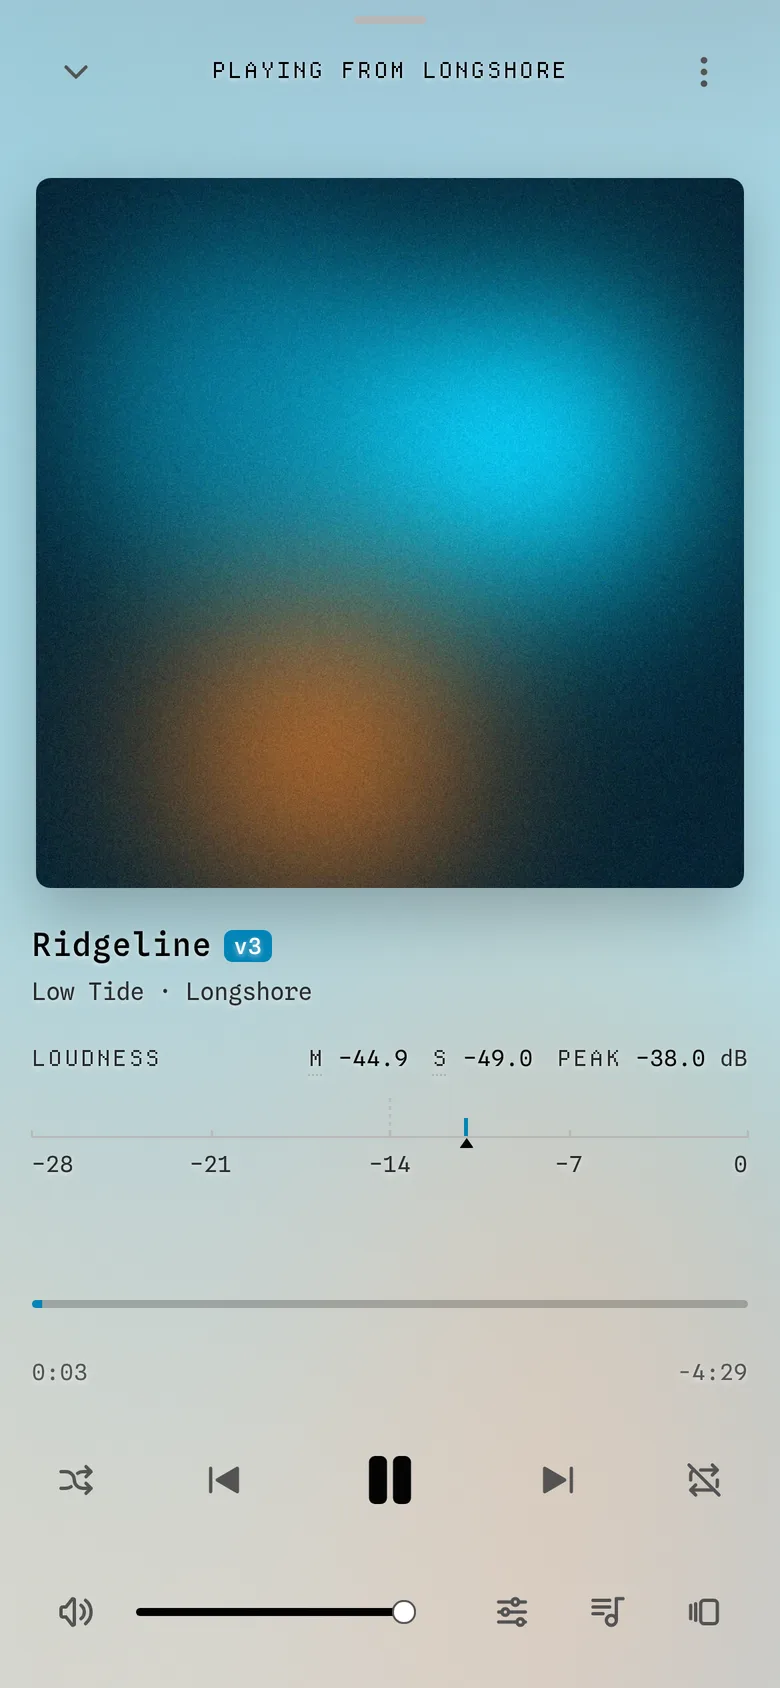 PLAYING FROM LONGSHORE
Ridgeline v3
Low Tide · Longshore
LOUDNESS M −44.9 S −49.0 PEAK −38.0 dB
−28 −21 −14 −7 0
0:03 −4:29